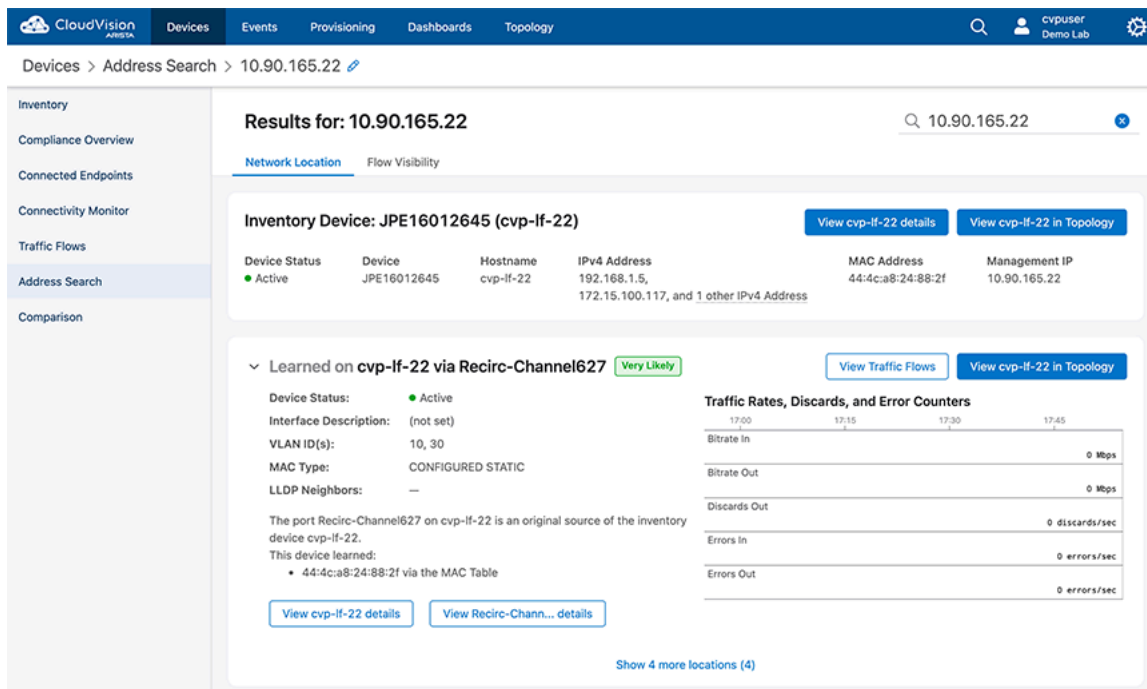 CloudVision
ARISTA
Devices
Events
Provisioning
Dashboards
Topology
cvpuser
Demo Lab
Devices > Address Search > 10.90.165.22
Inventory
Compliance Overview
Connected Endpoints
Connectivity Monitor
Traffic Flows
Address Search
Comparison
Results for: 10.90.165.22
10.90.165.22
Network Location
Flow Visibility
Inventory Device: JPE16012645 (cvp-lf-22)
View cvp-lf-22 details
View cvp-lf-22 in Topology
Device Status
Device
Hostname
IPv4 Address
MAC Address
Management IP
Active
JPE16012645
cvp-lf-22
192.168.1.5,
44:4c:a8:24:88:2f
10.90.165.22
172.15.100.117, and 1 other IPv4 Address
Learned on cvp-lf-22 via Recirc-Channel627
Very Likely
View Traffic Flows
View cvp-lf-22 in Topology
Device Status: Active
Interface Description: (not set)
VLAN ID(s): 10, 30
MAC Type: CONFIGURED STATIC
LLDP Neighbors: —
The port Recirc-Channel627 on cvp-lf-22 is an original source of the inventory
device cvp-lf-22.
This device learned:
• 44:4c:a8:24:88:2f via the MAC Table
View cvp-lf-22 details
View Recirc-Chann... details
Traffic Rates, Discards, and Error Counters
17:00 17:15 17:30 17:45
Bitrate In
0 Mbps
Bitrate Out
0 Mbps
Discards Out
0 discards/sec
Errors In
0 errors/sec
Errors Out
0 errors/sec
Show 4 more locations (4)